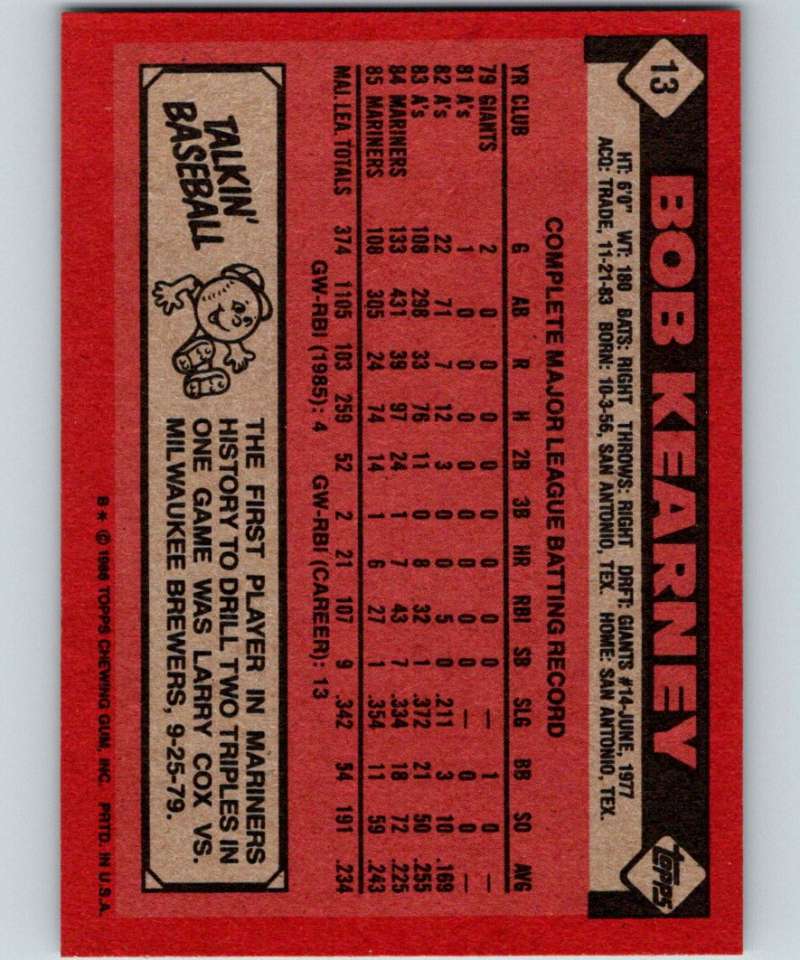 13
BOB KEARNEY
topps
HT: 6'0" WT: 180 BATS: RIGHT THROWS: RIGHT DRFT: GIANTS #14-JUNE, 1977
ACQ: TRADE, 11-21-83 BORN: 10-3-56, SAN ANTONIO, TEX. HOME: SAN ANTONIO, TEX.
COMPLETE MAJOR LEAGUE BATTING RECORD
YR CLUB G AB R H 2B 3B HR RBI SB SLG BB SO AVG
79 GIANTS 2 0 0 0 0 0 0 0 0 — 1 0 —
81 A's 1 0 0 0 0 0 0 0 0 — 0 0 —
82 A's 22 71 7 12 3 0 0 5 0 .211 3 10 .169
83 A's 108 298 33 76 11 0 8 32 1 .372 21 50 .255
84 MARINERS 133 431 39 97 24 1 7 43 7 .334 18 72 .225
85 MARINERS 108 305 24 74 14 1 6 27 1 .354 11 59 .243
MAJ. LEA. TOTALS 374 1105 103 259 52 2 21 107 9 .342 54 191 .234
GW-RBI (1985): 4 GW-RBI (CAREER): 13
TALKIN'
BASEBALL
THE FIRST PLAYER IN MARINERS
HISTORY TO DRILL TWO TRIPLES IN
ONE GAME WAS LARRY COX VS.
MILWAUKEE BREWERS, 9-25-79.
B* © 1986 TOPPS CHEWING GUM, INC. PRTD. IN U.S.A.